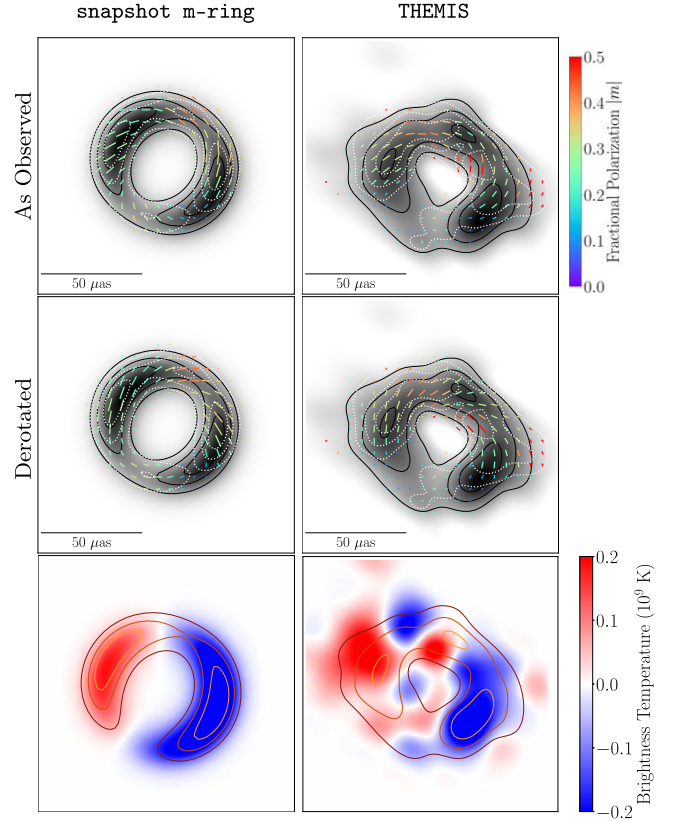 snapshot m-ring
THEMIS
As Observed
50 μas
50 μas
0.5
0.4
0.3
0.2
0.1
0.0
Fractional Polarization |m|
Derotated
50 μas
50 μas
0.2
0.1
0.0
−0.1
−0.2
Brightness Temperature (10⁹ K)